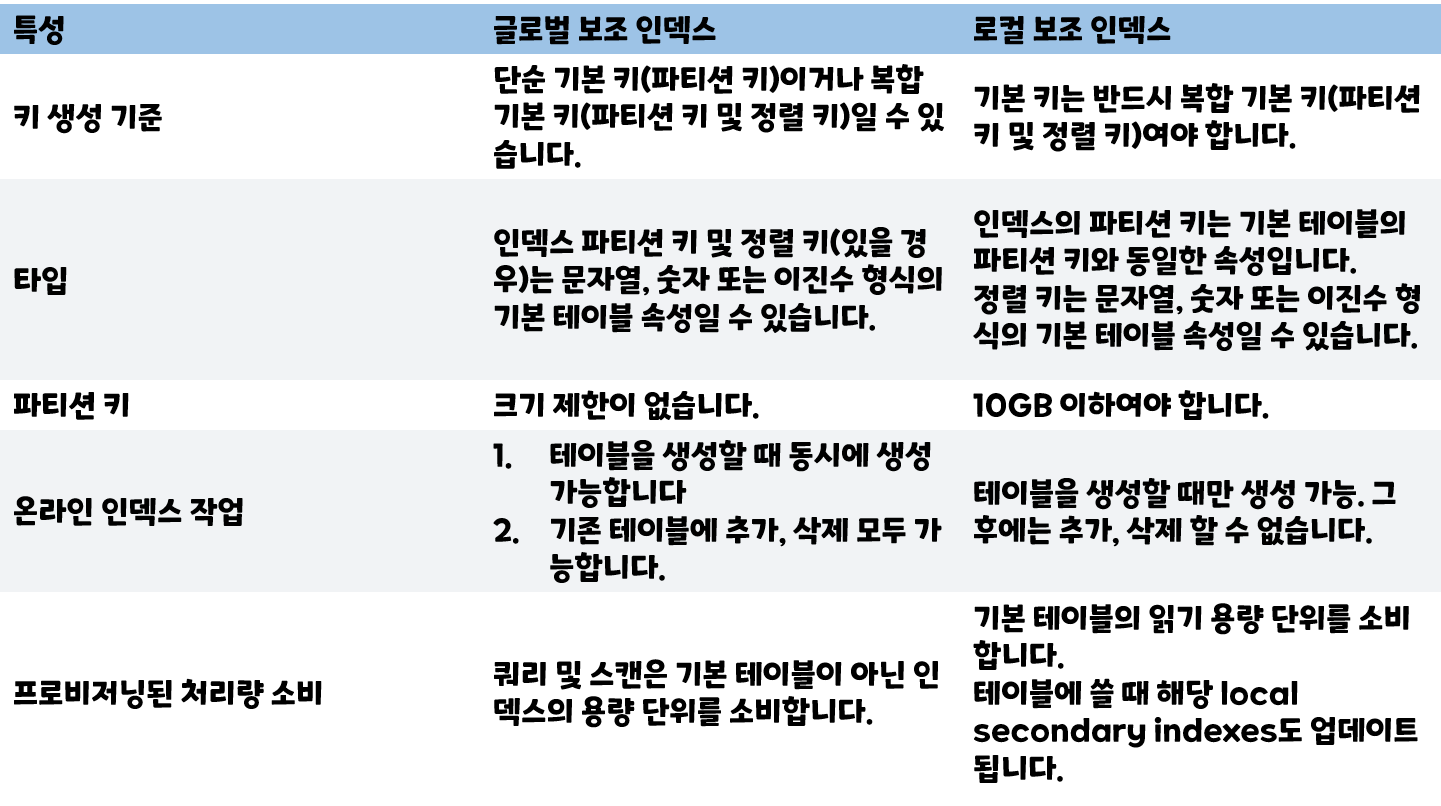 특성
글로벌 보조 인덱스
로컬 보조 인덱스
키 생성 기준
단순 기본 키(파티션 키)이거나 복합
기본 키(파티션 키 및 정렬 키)일 수 있
습니다.
기본 키는 반드시 복합 기본 키(파티션
키 및 정렬 키)여야 합니다.
타입
인덱스 파티션 키 및 정렬 키(있을 경
우)는 문자열, 숫자 또는 이진수 형식의
기본 테이블 속성일 수 있습니다.
인덱스의 파티션 키는 기본 테이블의
파티션 키와 동일한 속성입니다.
정렬 키는 문자열, 숫자 또는 이진수 형
식의 기본 테이블 속성일 수 있습니다.
파티션 키
크기 제한이 없습니다.
10GB 이하여야 합니다.
온라인 인덱스 작업
1. 테이블을 생성할 때 동시에 생성
가능합니다
2. 기존 테이블에 추가, 삭제 모두 가
능합니다.
테이블을 생성할 때만 생성 가능. 그
후에는 추가, 삭제 할 수 없습니다.
프로비저닝된 처리량 소비
쿼리 및 스캔은 기본 테이블이 아닌 인
덱스의 용량 단위를 소비합니다.
기본 테이블의 읽기 용량 단위를 소비
합니다.
테이블에 쓸 때 해당 local
secondary indexes도 업데이트
됩니다.